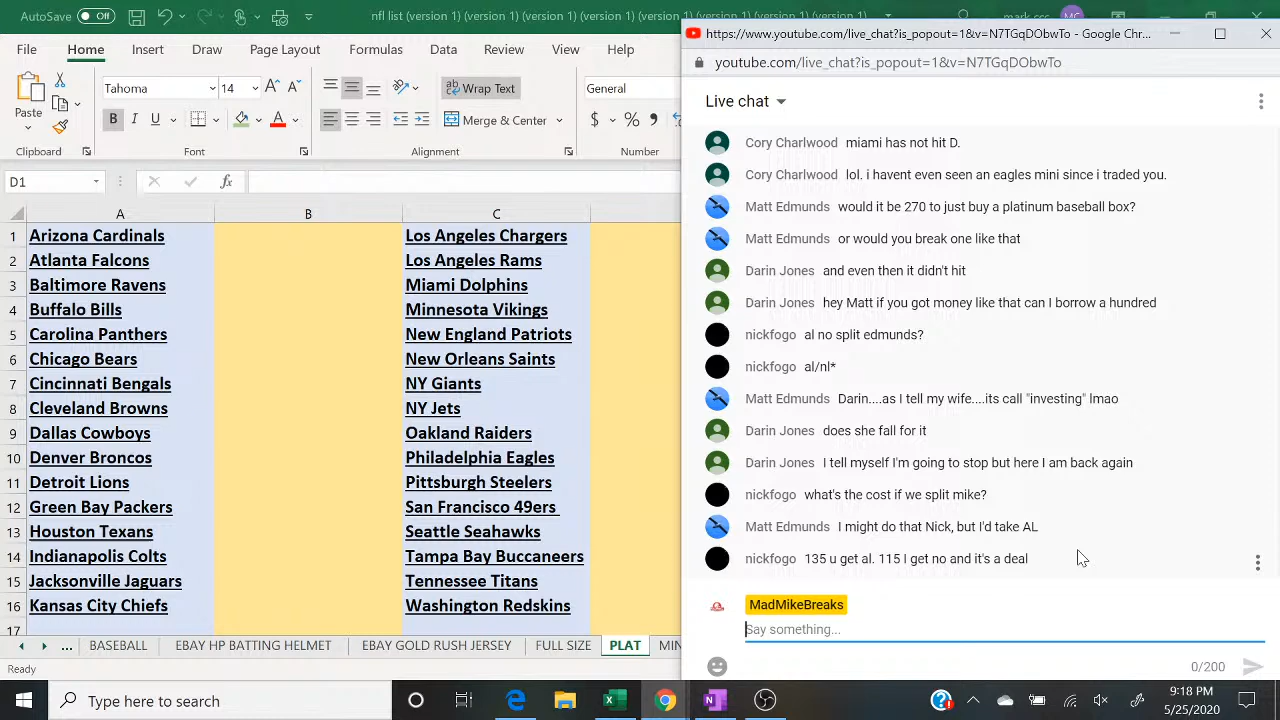 AutoSave Off
nfl list (version 1) (version 1) (version 1) (version 1) (version 1) (version 1)
https://www.youtube.com/live_chat?is_popout=1&v=N7TGqDObwTo - Google Chr...
File Home Insert Draw Page Layout Formulas Data Review View Help
youtube.com/live_chat?is_popout=1&v=N7TGqDObwTo
Paste
Tahoma 14
Wrap Text
General
B I U
Merge & Center
$ %
Clipboard Font Alignment Number
D1
fx
A B C
1 Arizona Cardinals Los Angeles Chargers
2 Atlanta Falcons Los Angeles Rams
3 Baltimore Ravens Miami Dolphins
4 Buffalo Bills Minnesota Vikings
5 Carolina Panthers New England Patriots
6 Chicago Bears New Orleans Saints
7 Cincinnati Bengals NY Giants
8 Cleveland Browns NY Jets
9 Dallas Cowboys Oakland Raiders
10 Denver Broncos Philadelphia Eagles
11 Detroit Lions Pittsburgh Steelers
12 Green Bay Packers San Francisco 49ers
13 Houston Texans Seattle Seahawks
14 Indianapolis Colts Tampa Bay Buccaneers
15 Jacksonville Jaguars Tennessee Titans
16 Kansas City Chiefs Washington Redskins
17
... BASEBALL EBAY HP BATTING HELMET EBAY GOLD RUSH JERSEY FULL SIZE PLAT MIN
Ready
Live chat
Cory Charlwood miami has not hit D.
Cory Charlwood lol. i havent even seen an eagles mini since i traded you.
Matt Edmunds would it be 270 to just buy a platinum baseball box?
Matt Edmunds or would you break one like that
Darin Jones and even then it didn't hit
Darin Jones hey Matt if you got money like that can I borrow a hundred
nickfogo al no split edmunds?
nickfogo al/nl*
Matt Edmunds Darin....as I tell my wife....its call "investing" lmao
Darin Jones does she fall for it
Darin Jones I tell myself I'm going to stop but here I am back again
nickfogo what's the cost if we split mike?
Matt Edmunds I might do that Nick, but I'd take AL
nickfogo 135 u get al. 115 I get no and it's a deal
MadMikeBreaks
Say something...
0/200
Type here to search
9:18 PM
5/25/2020